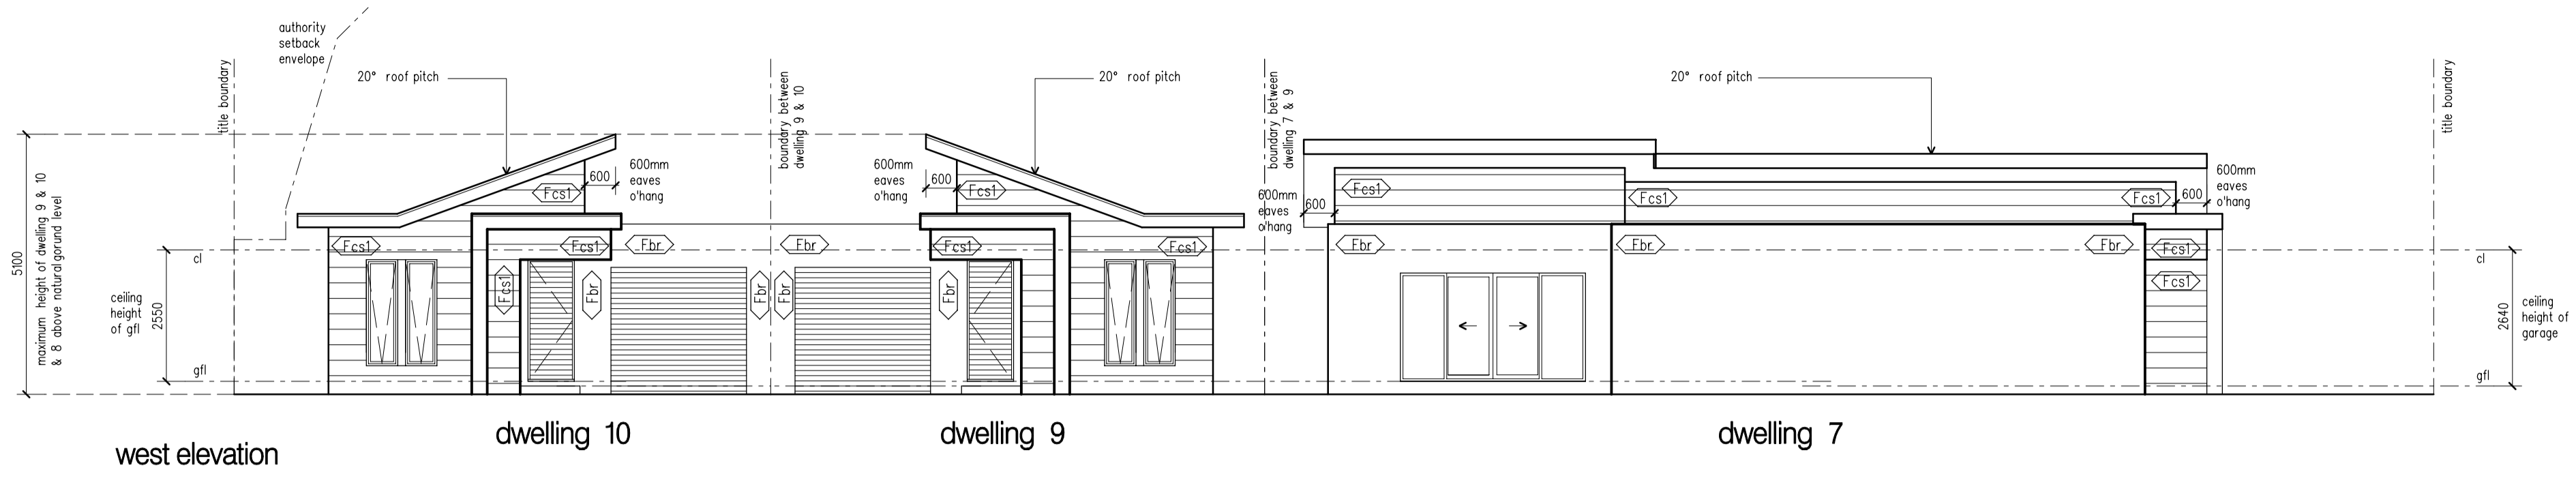 authority
setback
envelope
title boundary
20° roof pitch
boundary between
dwelling 9 & 10
20° roof pitch
boundary between
dwelling 7 & 9
20° roof pitch
title boundary
5100
maximum height of dwelling 9 & 10
& 8 above natural gorund level
600mm
eaves
o'hang
600
Fcs1
600mm
eaves
o'hang
600
Fcs1
600mm
eaves
o'hang
600
Fcs1
Fcs1
Fcs1
600
600mm
eaves
o'hang
Fcs1
Fcs1
Fbr
Fbr
Fcs1
Fcs1
Fbr
Fbr
Fbr
Fcs1
Fcs1
cl
cl
ceiling
height
of gfl
2550
Fcs1
Fbr
Fbr
Fbr
Fbr
2640
ceiling
height of
garage
gfl
gfl
dwelling 10
dwelling 9
dwelling 7
west elevation